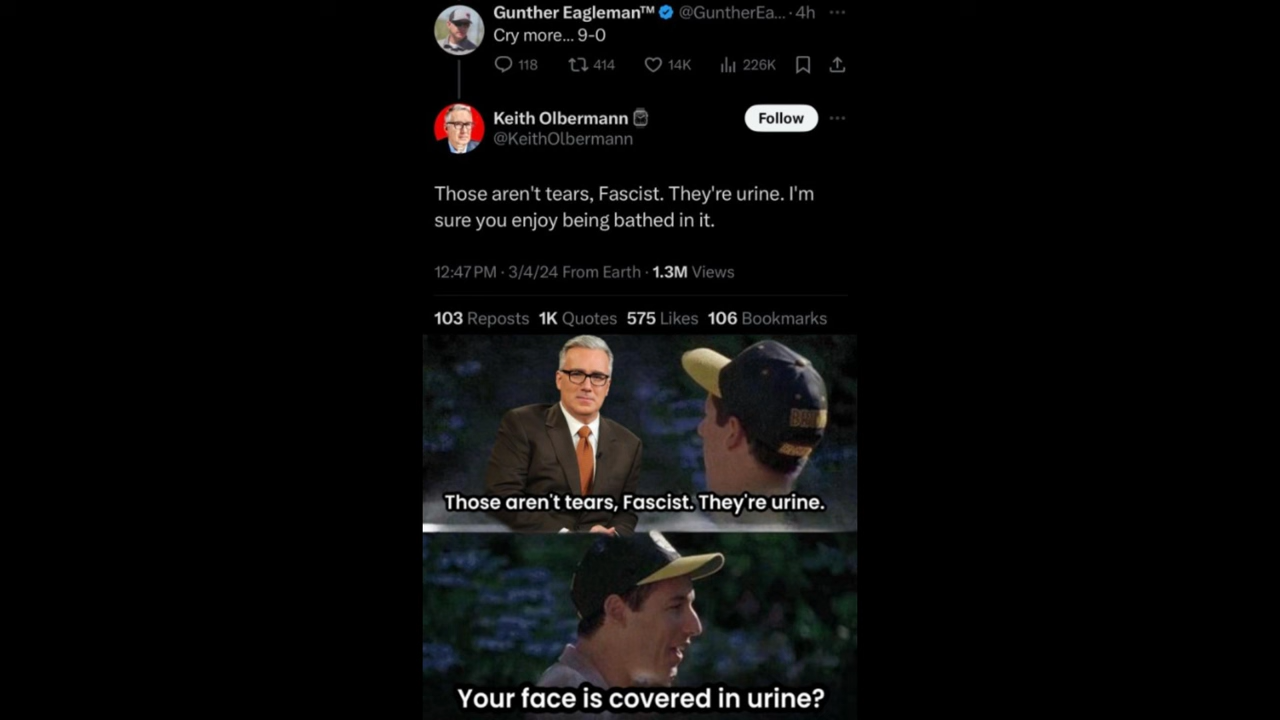 Gunther Eagleman™ @GuntherEa... · 4h
Cry more... 9-0
118 414 14K 226K
Keith Olbermann
Follow
@KeithOlbermann
Those aren't tears, Fascist. They're urine. I'm
sure you enjoy being bathed in it.
12:47 PM · 3/4/24 From Earth · 1.3M Views
103 Reposts 1K Quotes 575 Likes 106 Bookmarks
Those aren't tears, Fascist. They're urine.
Your face is covered in urine?